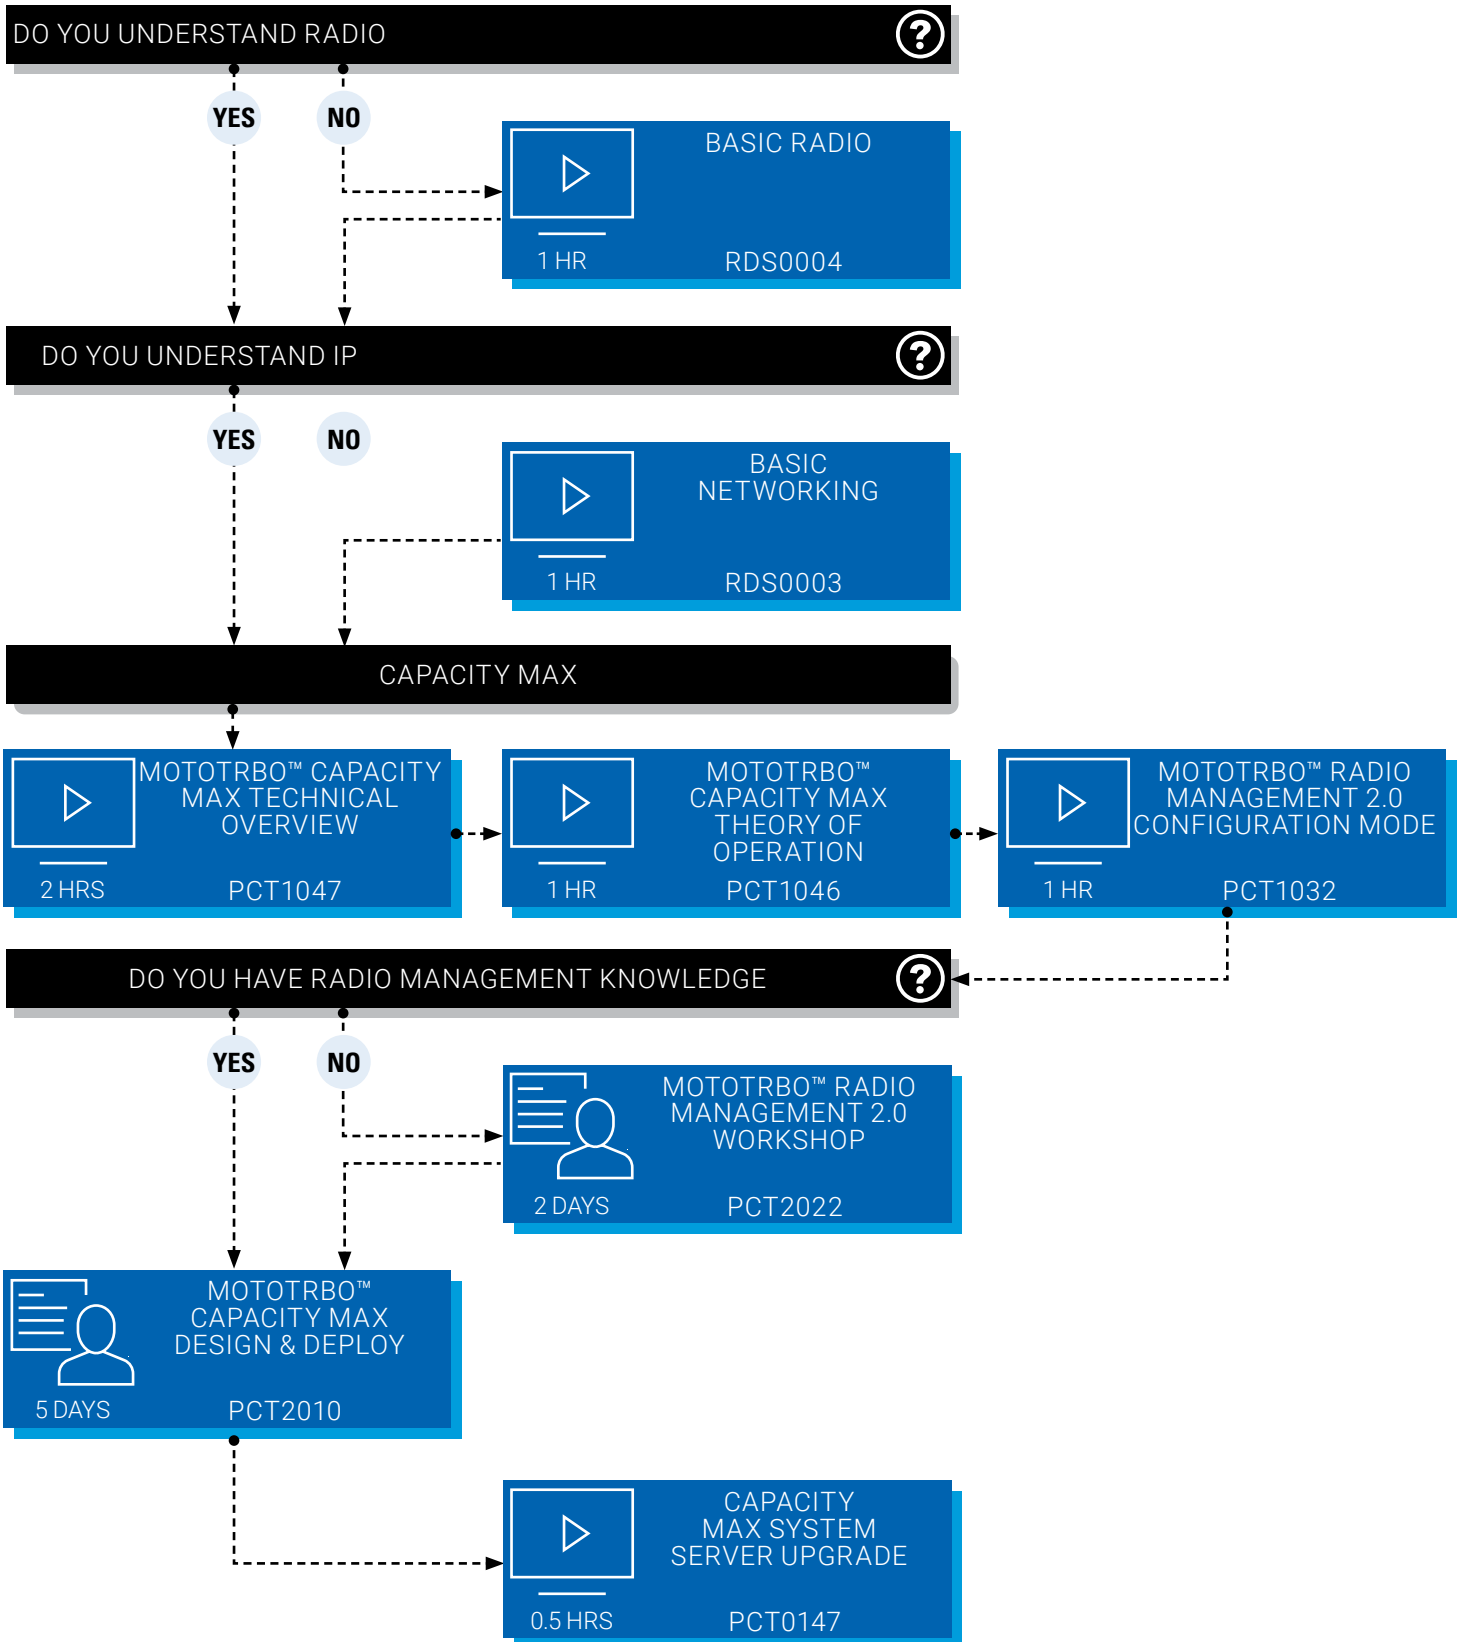 DO YOU UNDERSTAND RADIO
?
YES
NO
BASIC RADIO
1 HR
RDS0004
DO YOU UNDERSTAND IP
?
YES
NO
BASIC
NETWORKING
1 HR
RDS0003
CAPACITY MAX
MOTOTRBO™ CAPACITY
MAX TECHNICAL
OVERVIEW
2 HRS
PCT1047
MOTOTRBO™
CAPACITY MAX
THEORY OF
OPERATION
1 HR
PCT1046
MOTOTRBO™ RADIO
MANAGEMENT 2.0
CONFIGURATION MODE
1 HR
PCT1032
DO YOU HAVE RADIO MANAGEMENT KNOWLEDGE
?
YES
NO
MOTOTRBO™ RADIO
MANAGEMENT 2.0
WORKSHOP
2 DAYS
PCT2022
MOTOTRBO™
CAPACITY MAX
DESIGN & DEPLOY
5 DAYS
PCT2010
CAPACITY
MAX SYSTEM
SERVER UPGRADE
0.5 HRS
PCT0147